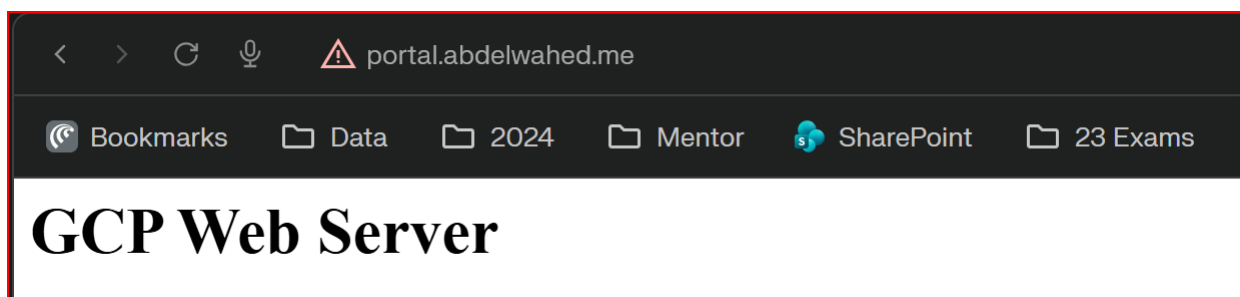 portal.abdelwahed.me
Bookmarks Data 2024 Mentor SharePoint 23 Exams
GCP Web Server